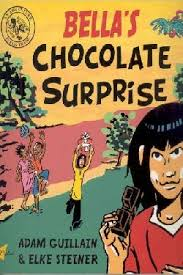 BELLA'S
CHOCOLATE
SURPRISE
ADAM GUILLAIN
& ELKE STEINER